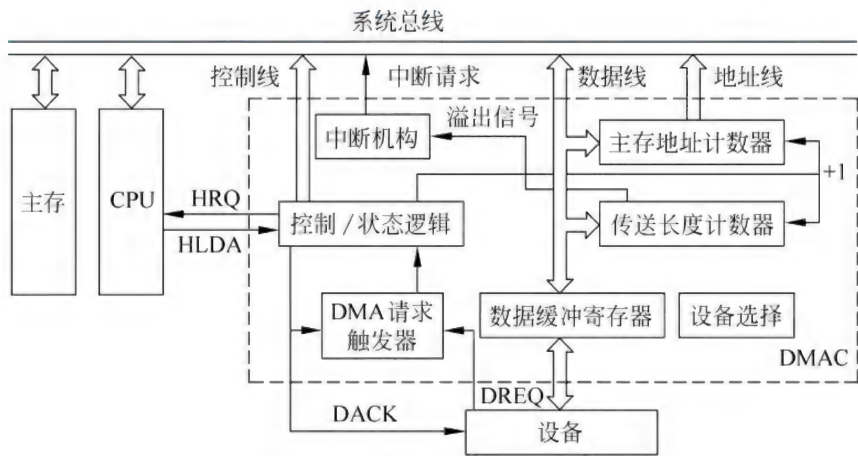 系统总线
控制线
中断请求
数据线
地址线
溢出信号
中断机构
主存地址计数器
+1
主存
CPU
HRQ
HLDA
控制/状态逻辑
传送长度计数器
DMA请求
触发器
数据缓冲寄存器
设备选择
DMAC
DREQ
DACK
设备